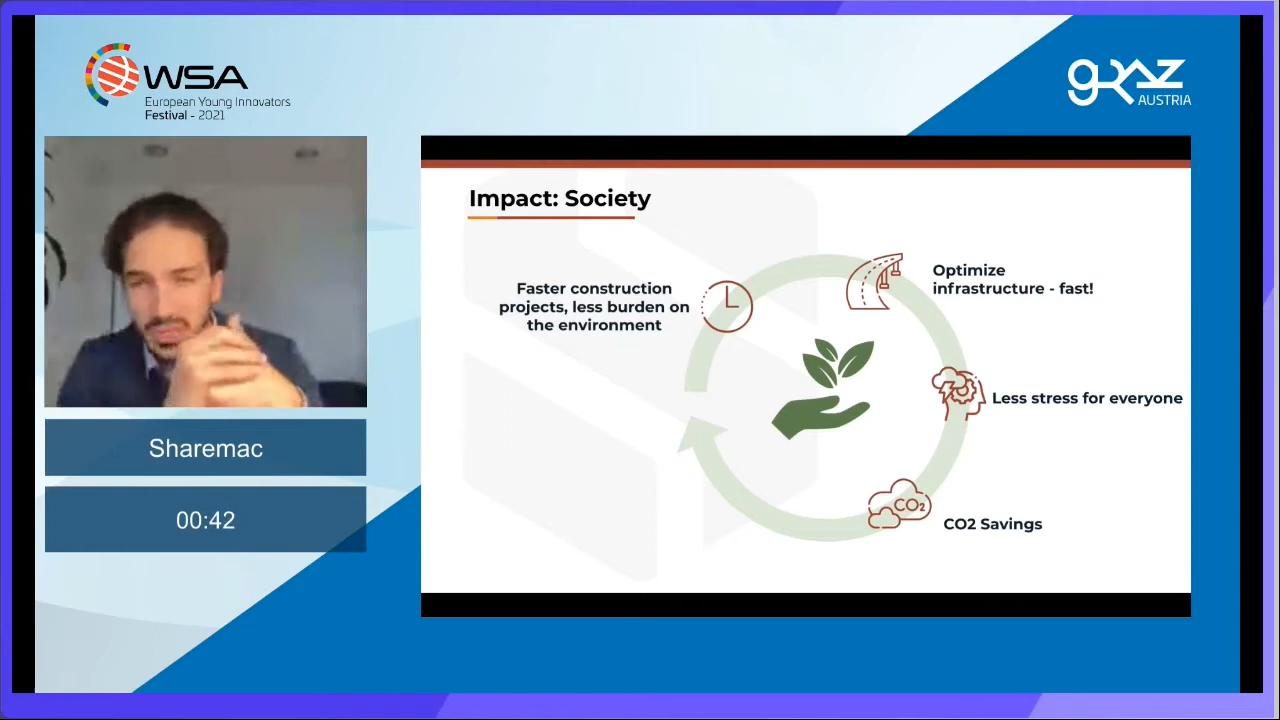 WSA
European Young Innovators
Festival - 2021
GRAZ
AUSTRIA
Sharemac
00:42
Impact: Society
Faster construction
projects, less burden on
the environment
Optimize
infrastructure - fast!
Less stress for everyone
CO2
CO2 Savings